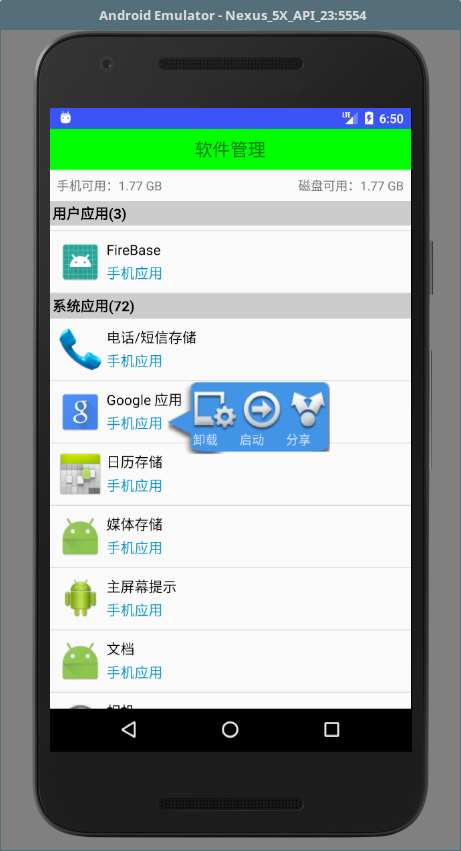 Android Emulator - Nexus_5X_API_23:5554
LTE 6:50
软件管理
手机可用：1.77 GB 磁盘可用：1.77 GB
用户应用(3)
FireBase
手机应用
系统应用(72)
电话/短信存储
手机应用
Google 应用
手机应用
卸载 启动 分享
日历存储
手机应用
媒体存储
手机应用
主屏幕提示
手机应用
文档
手机应用